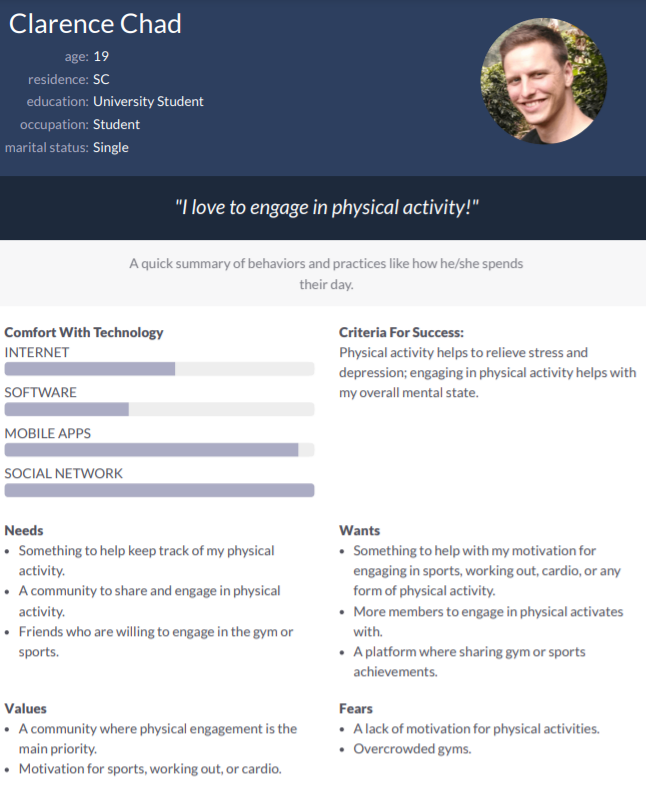 Clarence Chad
age: 19
residence: SC
education: University Student
occupation: Student
marital status: Single
"I love to engage in physical activity!"
A quick summary of behaviors and practices like how he/she spends
their day.
Comfort With Technology
INTERNET
SOFTWARE
MOBILE APPS
SOCIAL NETWORK
Criteria For Success:
Physical activity helps to relieve stress and
depression; engaging in physical activity helps with
my overall mental state.
Needs
• Something to help keep track of my physical
activity.
• A community to share and engage in physical
activity.
• Friends who are willing to engage in the gym or
sports.
Wants
• Something to help with my motivation for
engaging in sports, working out, cardio, or any
form of physical activity.
• More members to engage in physical activates
with.
• A platform where sharing gym or sports
achievements.
Values
• A community where physical engagement is the
main priority.
• Motivation for sports, working out, or cardio.
Fears
• A lack of motivation for physical activities.
• Overcrowded gyms.